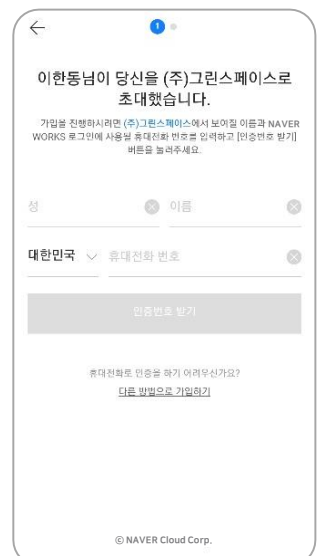 1
이한동님이 당신을 (주)그린스페이스로
초대했습니다.
가입을 진행하시려면 (주)그린스페이스에서 보여질 이름과 NAVER
WORKS 로그인에 사용될 휴대전화 번호를 입력하고 [인증번호 받기]
버튼을 눌러주세요.
성 이름
대한민국 휴대전화 번호
인증번호 받기
휴대전화로 인증을 하기 어려우신가요?
다른 방법으로 가입하기
© NAVER Cloud Corp.